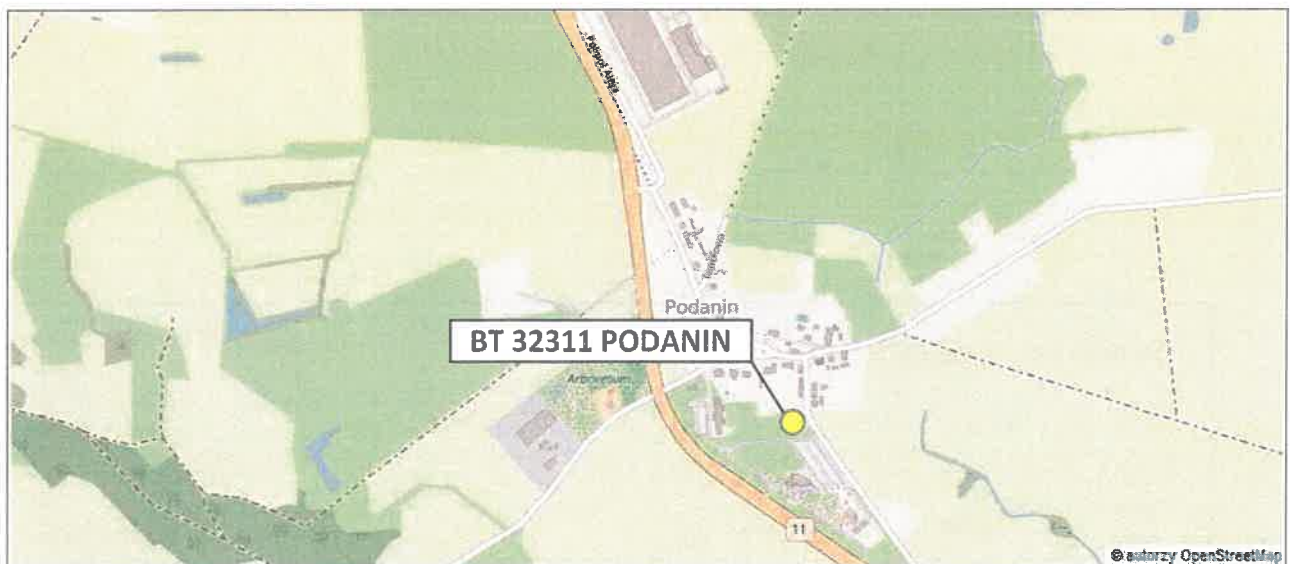 Podanin
BT 32311 PODANIN
Arboretum
11
© autorzy OpenStreetMap